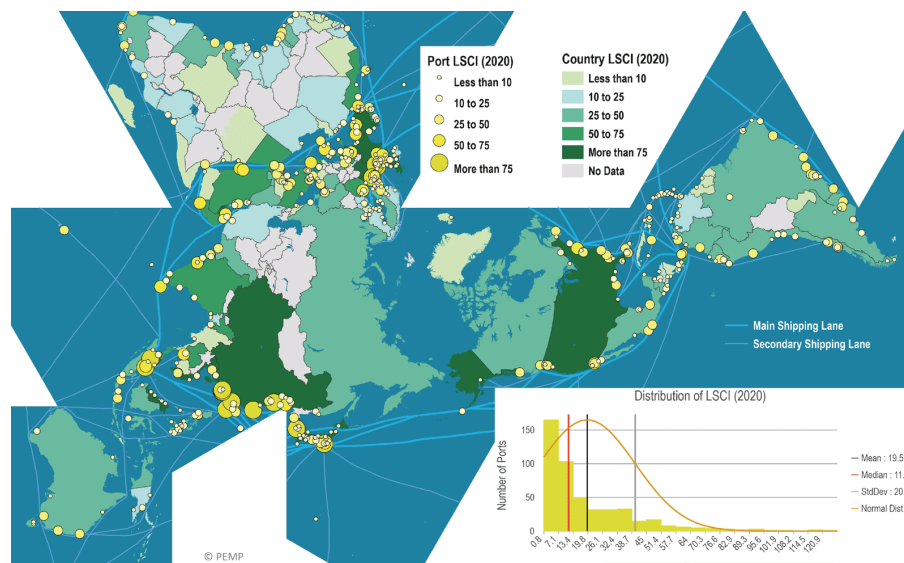 Port LSCI (2020)
Less than 10
10 to 25
25 to 50
50 to 75
More than 75
Country LSCI (2020)
Less than 10
10 to 25
25 to 50
50 to 75
More than 75
No Data
Main Shipping Lane
Secondary Shipping Lane
Distribution of LSCI (2020)
Number of Ports
150
100
50
0
0.8
7.1
13.4
19.8
26.1
32.4
38.7
45
51.4
57.7
64
70.3
76.6
82.9
89.3
95.6
101.9
108.2
114.5
120.9
Mean : 19.5
Median : 11.
StdDev : 20.
Normal Dist.
© PEMP